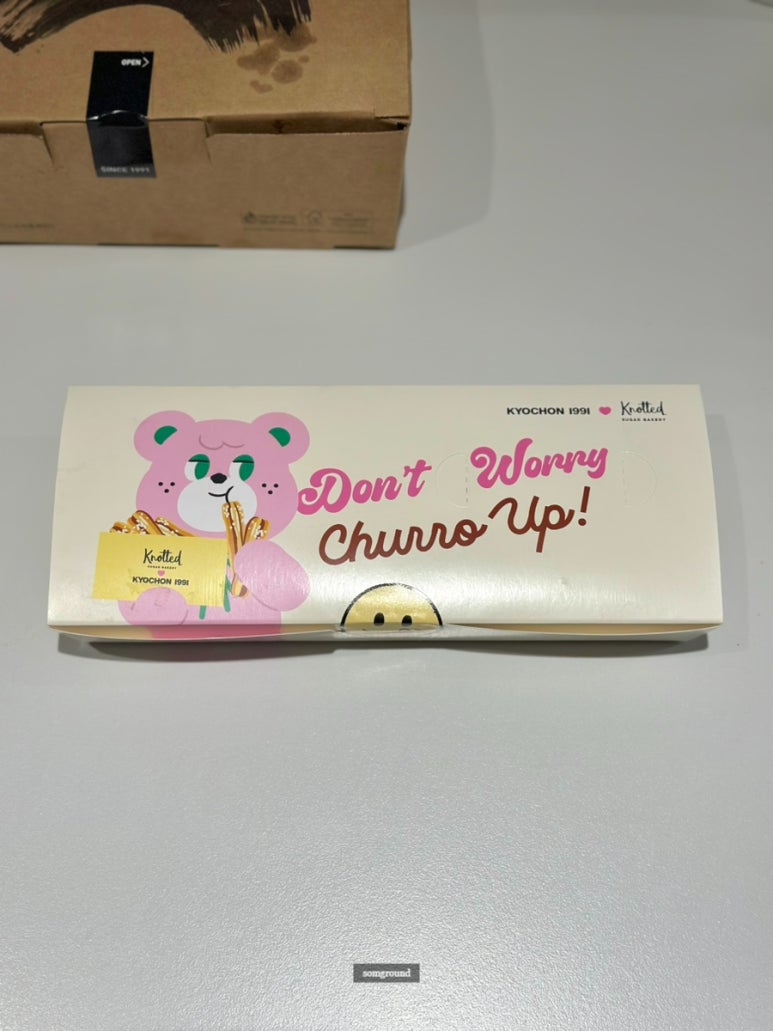 OPEN
SINCE 1991
KYOCHON 1991 Knotted
SUGAR BAKERY
Don't Worry
Churro Up!
Knotted
SUGAR BAKERY
KYOCHON 1991
somground